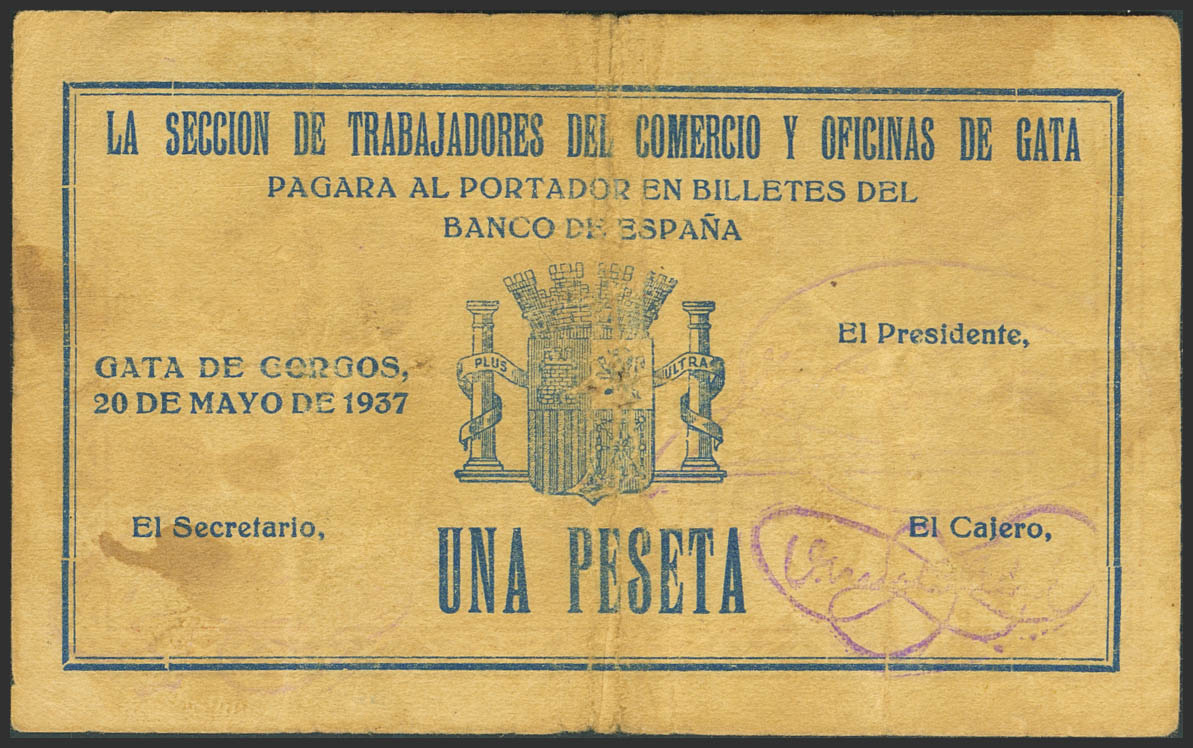 LA SECCION DE TRABAJADORES DEL COMERCIO Y OFICINAS DE GATA
PAGARA AL PORTADOR EN BILLETES DEL
BANCO DE ESPAÑA
El Presidente,
PLUS ULTRA
GATA DE GORGOS,
20 DE MAYO DE 1937
El Secretario,
El Cajero,
UNA PESETA